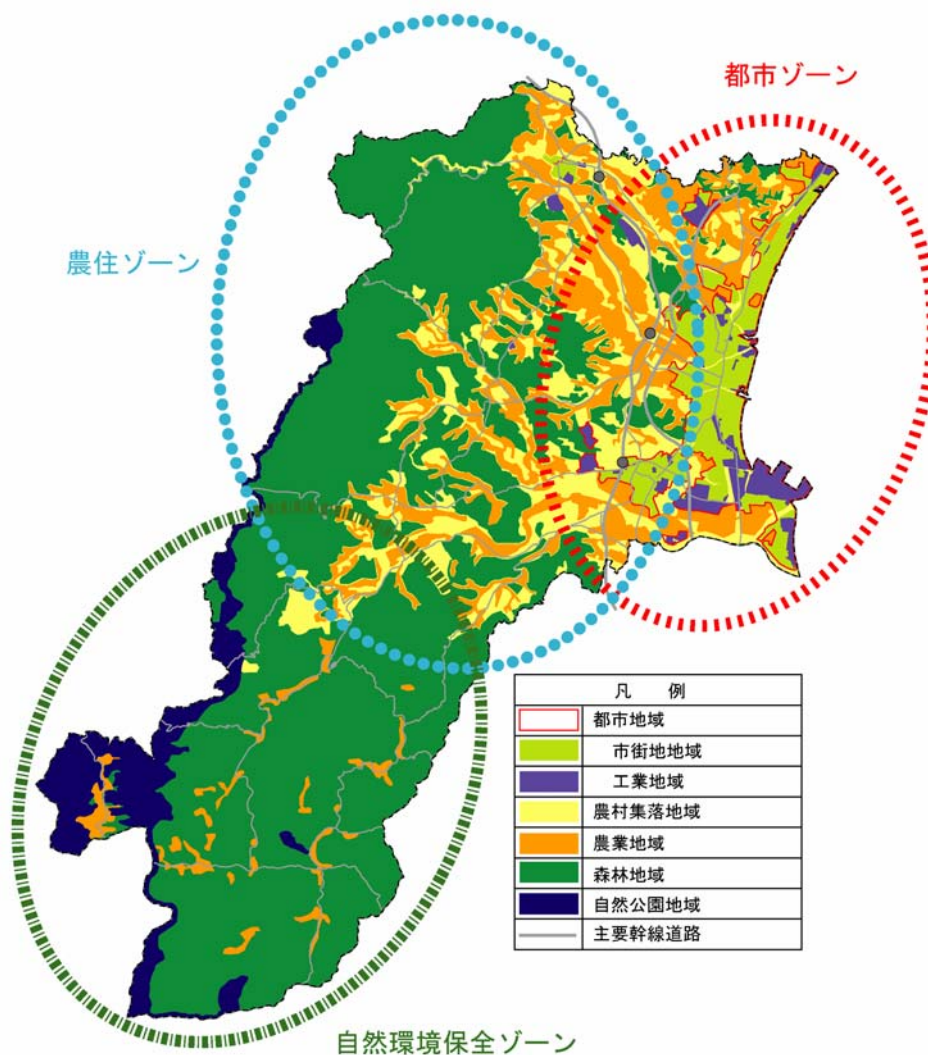 都市ゾーン
農住ゾーン
凡　例
都市地域
市街地地域
工業地域
農村集落地域
農業地域
森林地域
自然公園地域
主要幹線道路
自然環境保全ゾーン